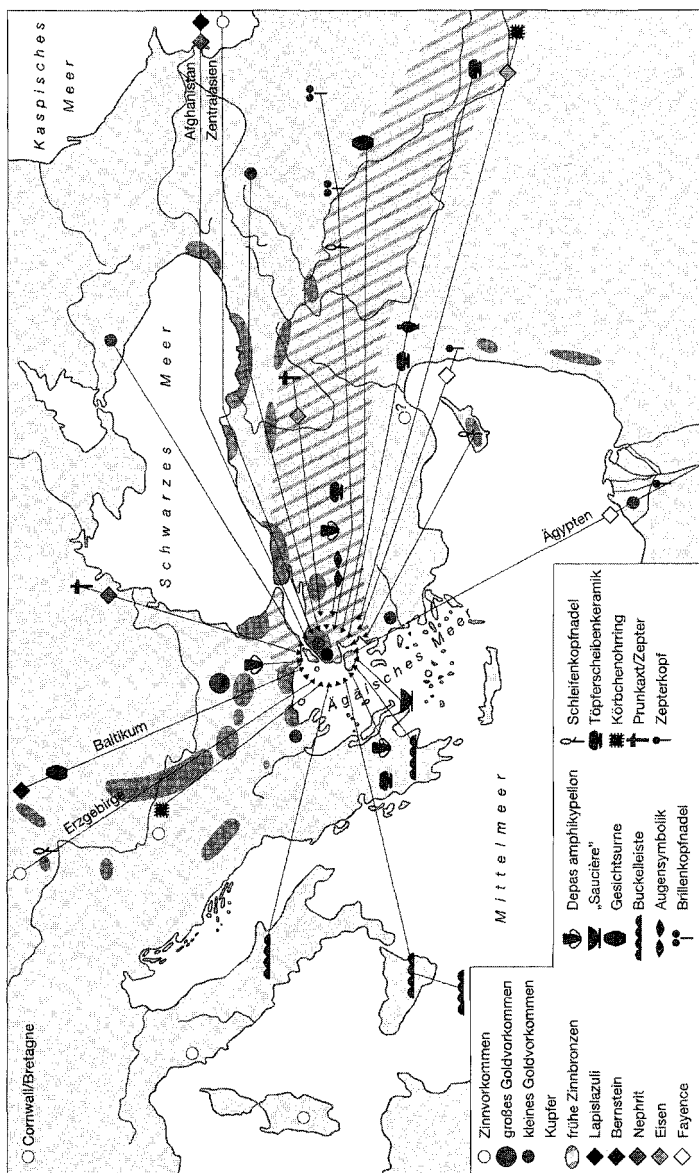 Kaspisches
Meer
Afghanistan
Zentralasien
Schwarzes Meer
Baltikum
Erzgebirge
Cornwall/Bretagne
Ägäisches Meer
Ägypten
Mittelmeer
Zinnvorkommen
großes Goldvorkommen
kleines Goldvorkommen
Kupfer
frühe Zinnbronzen
Lapislazuli
Bernstein
Nephrit
Eisen
Fayence
Depas amphikypellon
„Saucière”
Gesichtsurne
Buckelleiste
Augensymbolik
Brillenkopfnadel
Schleifenkopfnadel
Töpferscheibenkeramik
Körbchenohrring
Prunkaxt/Zepter
Zepterkopf